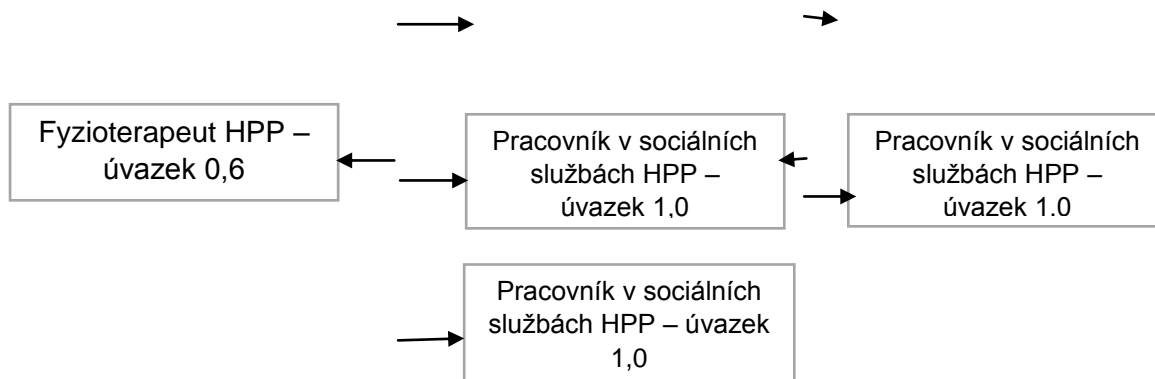 Fyzioterapeut HPP –
úvazek 0,6
Pracovník v sociálních
službách HPP –
úvazek 1,0
Pracovník v sociálních
službách HPP –
úvazek 1.0
Pracovník v sociálních
službách HPP – úvazek
1,0